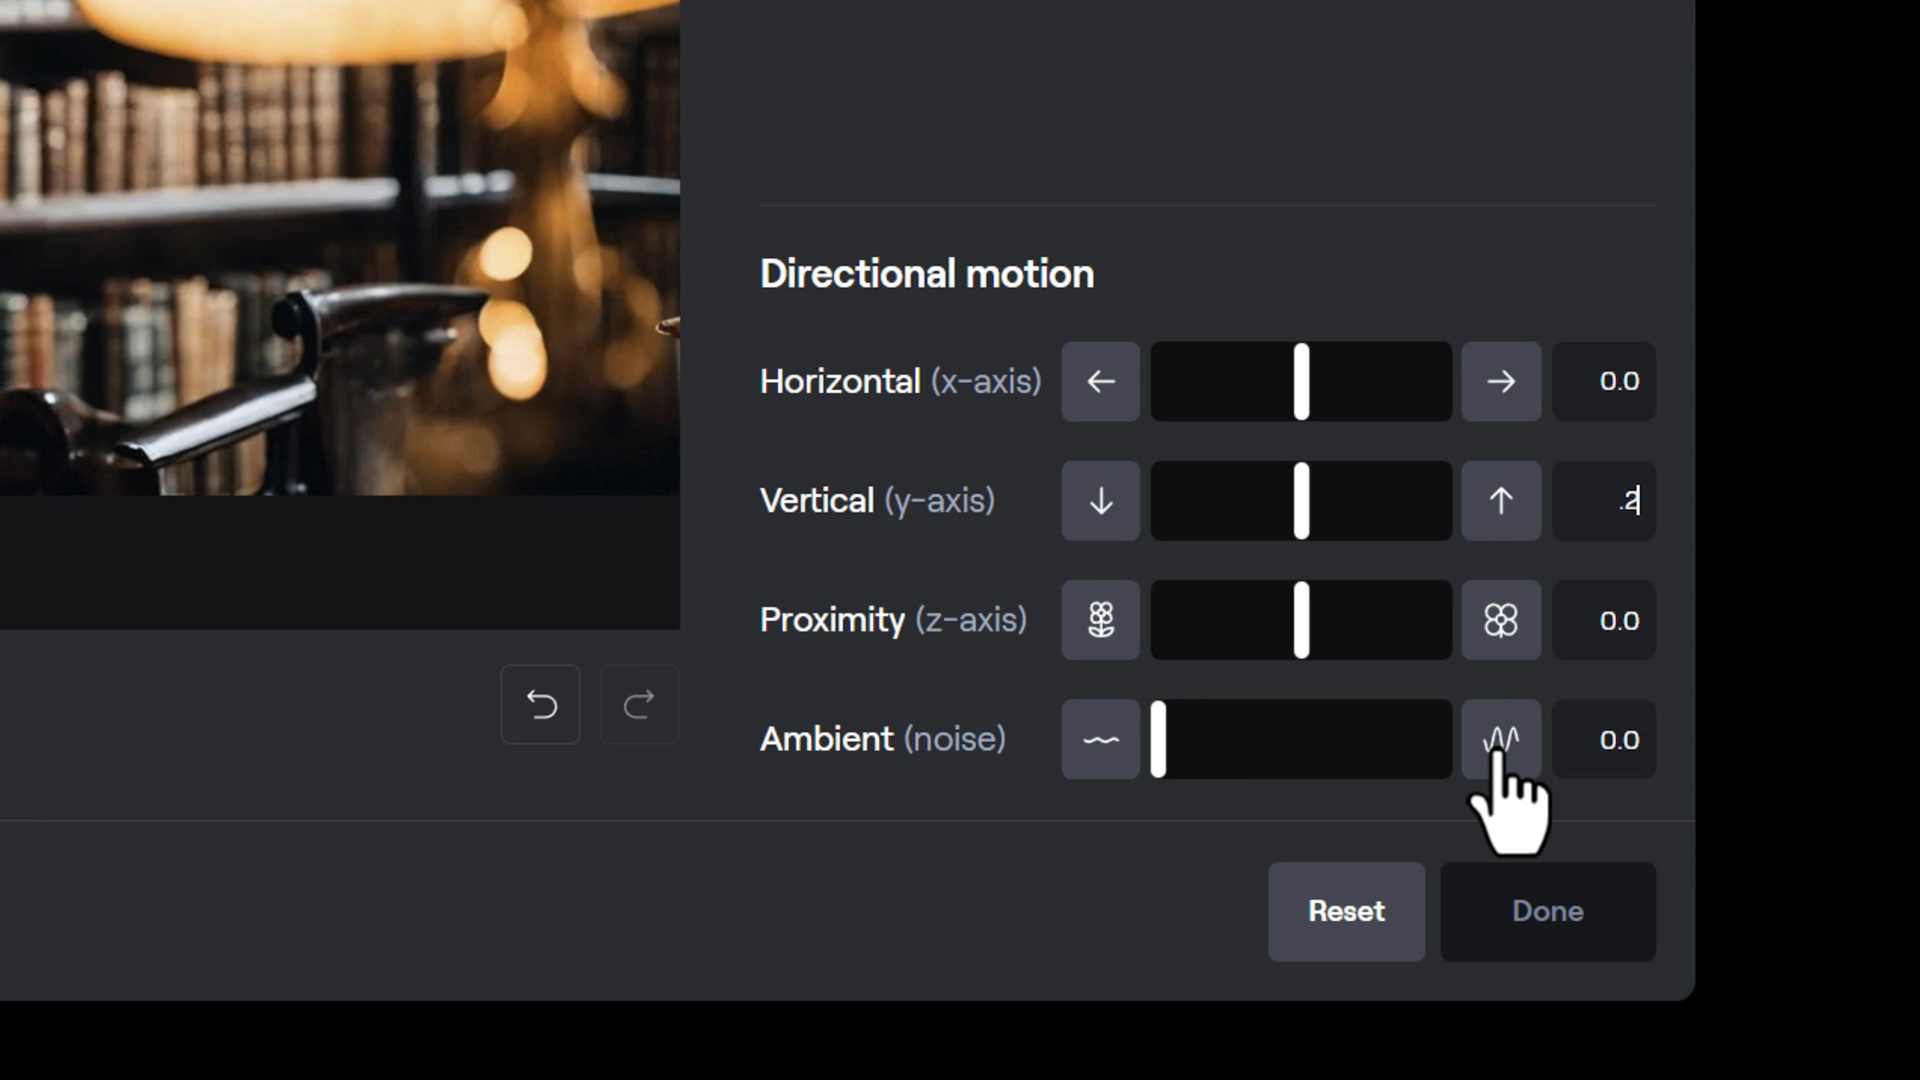 Directional motion
Horizontal (x-axis) 0.0
Vertical (y-axis) .2
Proximity (z-axis) 0.0
Ambient (noise) 0.0
Reset Done